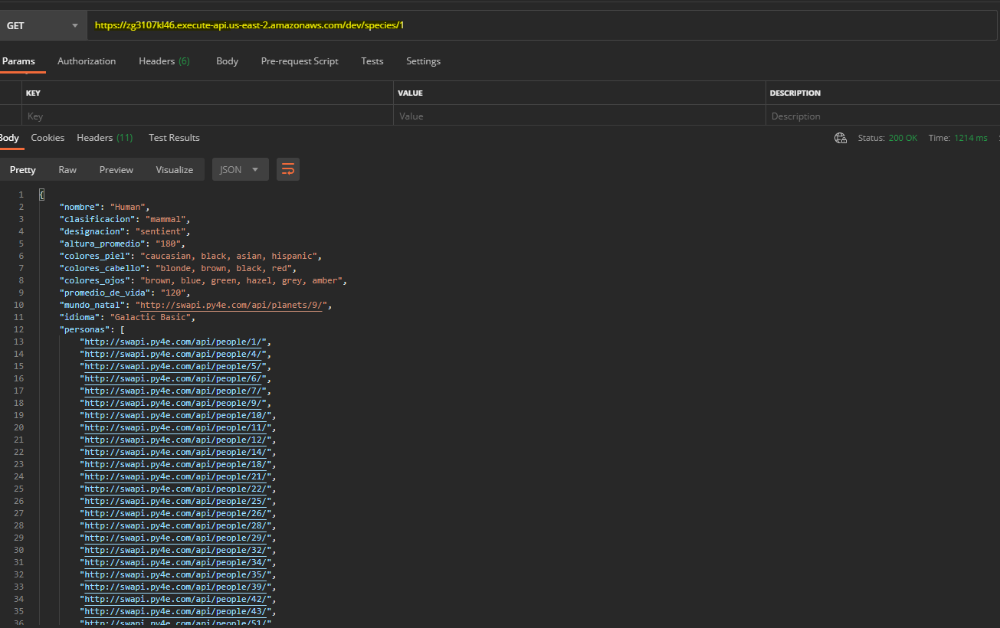 GET https://zg3107kl46.execute-api.us-east-2.amazonaws.com/dev/species/1
Params Authorization Headers (6) Body Pre-request Script Tests Settings
KEY VALUE DESCRIPTION
Key Value Description
Body Cookies Headers (11) Test Results Status: 200 OK Time: 1214 ms
Pretty Raw Preview Visualize JSON
1 {
2 "nombre": "Human",
3 "clasificacion": "mammal",
4 "designacion": "sentient",
5 "altura_promedio": "180",
6 "colores_piel": "caucasian, black, asian, hispanic",
7 "colores_cabello": "blonde, brown, black, red",
8 "colores_ojos": "brown, blue, green, hazel, grey, amber",
9 "promedio_de_vida": "120",
10 "mundo_natal": "http://swapi.py4e.com/api/planets/9/",
11 "idioma": "Galactic Basic",
12 "personas": [
13 "http://swapi.py4e.com/api/people/1/",
14 "http://swapi.py4e.com/api/people/4/",
15 "http://swapi.py4e.com/api/people/5/",
16 "http://swapi.py4e.com/api/people/6/",
17 "http://swapi.py4e.com/api/people/7/",
18 "http://swapi.py4e.com/api/people/9/",
19 "http://swapi.py4e.com/api/people/10/",
20 "http://swapi.py4e.com/api/people/11/",
21 "http://swapi.py4e.com/api/people/12/",
22 "http://swapi.py4e.com/api/people/14/",
23 "http://swapi.py4e.com/api/people/18/",
24 "http://swapi.py4e.com/api/people/21/",
25 "http://swapi.py4e.com/api/people/22/",
26 "http://swapi.py4e.com/api/people/25/",
27 "http://swapi.py4e.com/api/people/26/",
28 "http://swapi.py4e.com/api/people/28/",
29 "http://swapi.py4e.com/api/people/29/",
30 "http://swapi.py4e.com/api/people/32/",
31 "http://swapi.py4e.com/api/people/34/",
32 "http://swapi.py4e.com/api/people/35/",
33 "http://swapi.py4e.com/api/people/39/",
34 "http://swapi.py4e.com/api/people/42/",
35 "http://swapi.py4e.com/api/people/43/",
36 "http://swapi.py4e.com/api/people/51/"